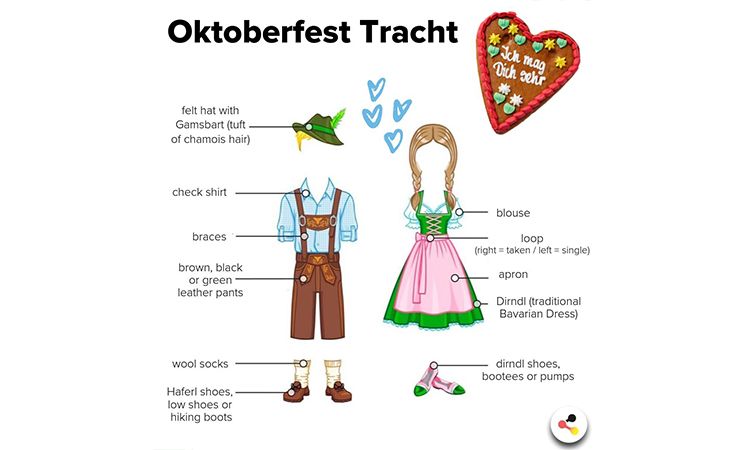 Oktoberfest Tracht
Ich mag
Dich sehr
felt hat with
Gamsbart (tuft
of chamois hair)
check shirt
braces
brown, black
or green
leather pants
wool socks
Haferl shoes,
low shoes or
hiking boots
blouse
loop
(right = taken / left = single)
apron
Dirndl (traditional
Bavarian Dress)
dirndl shoes,
bootees or pumps